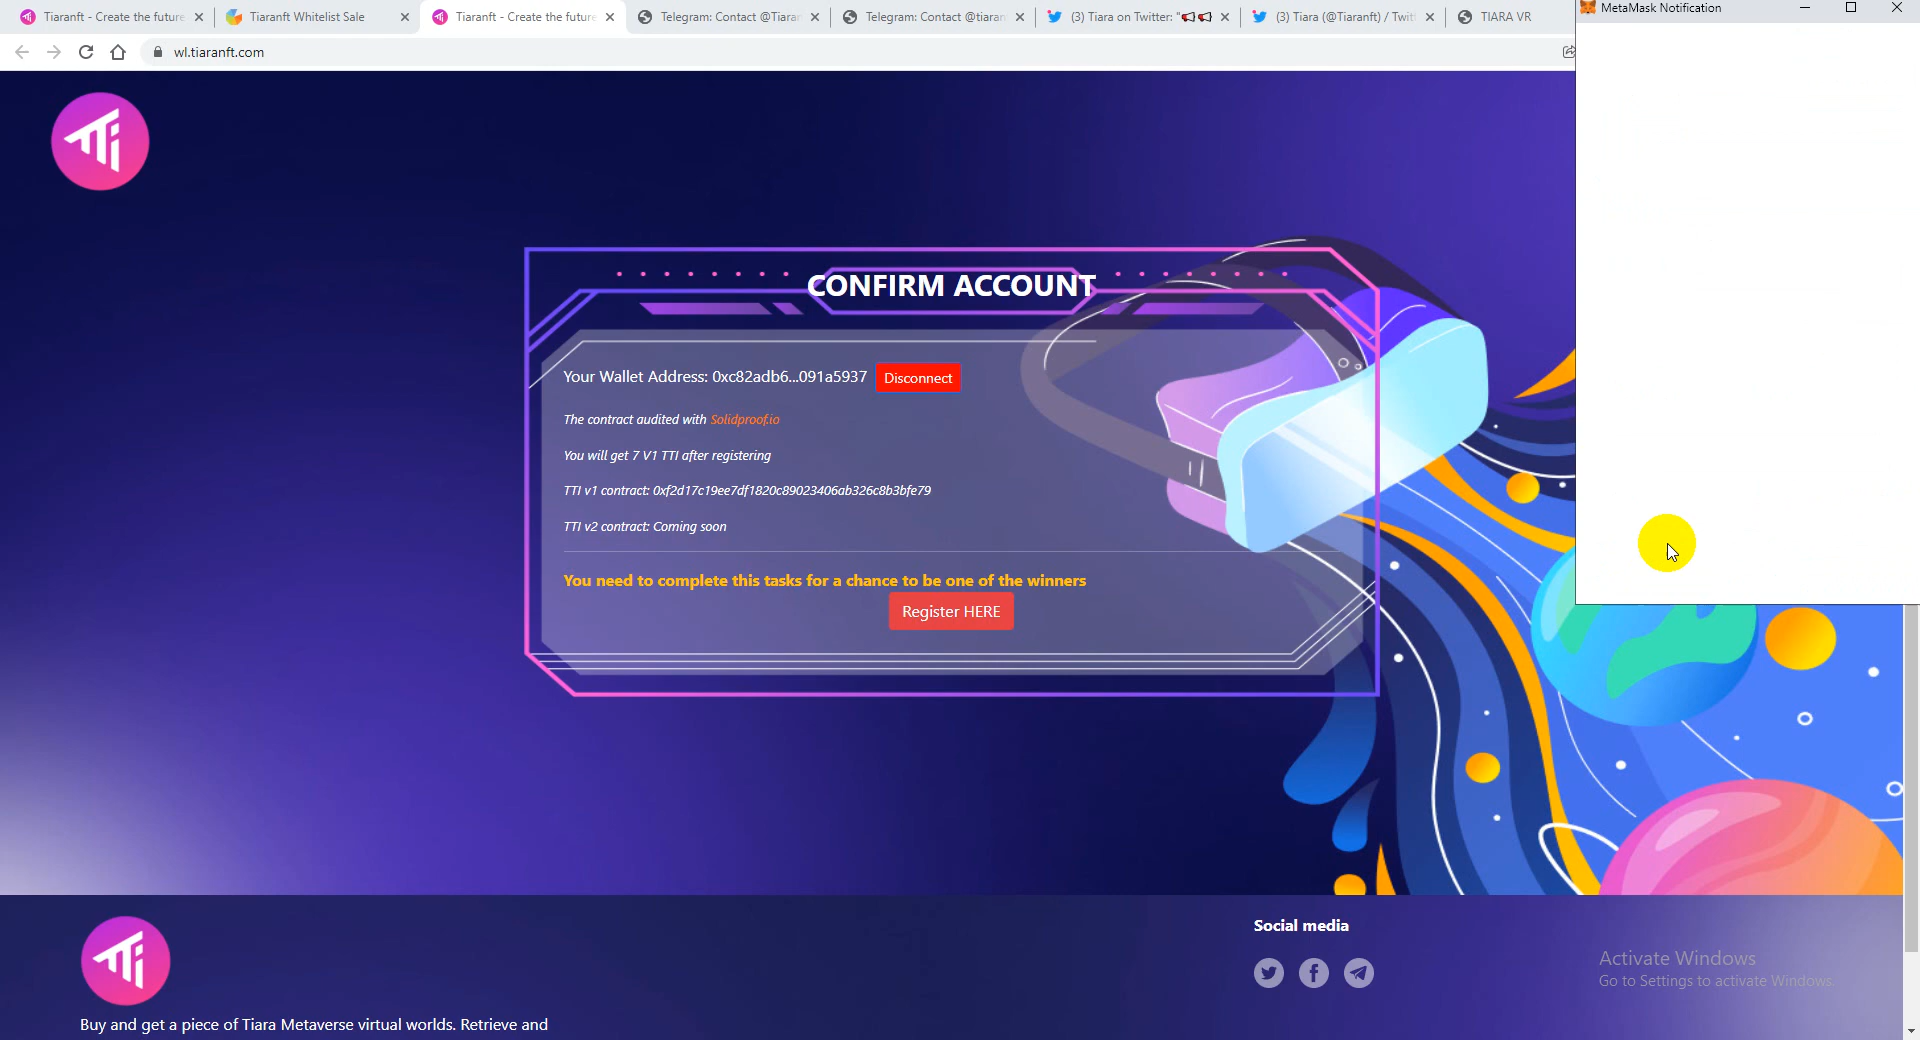 Tiaranft - Create the future
Tiaranft Whitelist Sale
Tiaranft - Create the future
Telegram: Contact @Tiaran
Telegram: Contact @tiaran
(3) Tiara on Twitter: "
(3) Tiara (@Tiaranft) / Twitt
TIARA VR
MetaMask Notification
wl.tiaranft.com
CONFIRM ACCOUNT
Your Wallet Address: 0xc82adb6...091a5937
Disconnect
The contract audited with Solidproof.io
You will get 7 V1 TTI after registering
TTI v1 contract: 0xf2d17c19ee7df1820c89023406ab326c8b3bfe79
TTI v2 contract: Coming soon
You need to complete this tasks for a chance to be one of the winners
Register HERE
Social media
Activate Windows
Go to Settings to activate Windows.
Buy and get a piece of Tiara Metaverse virtual worlds. Retrieve and